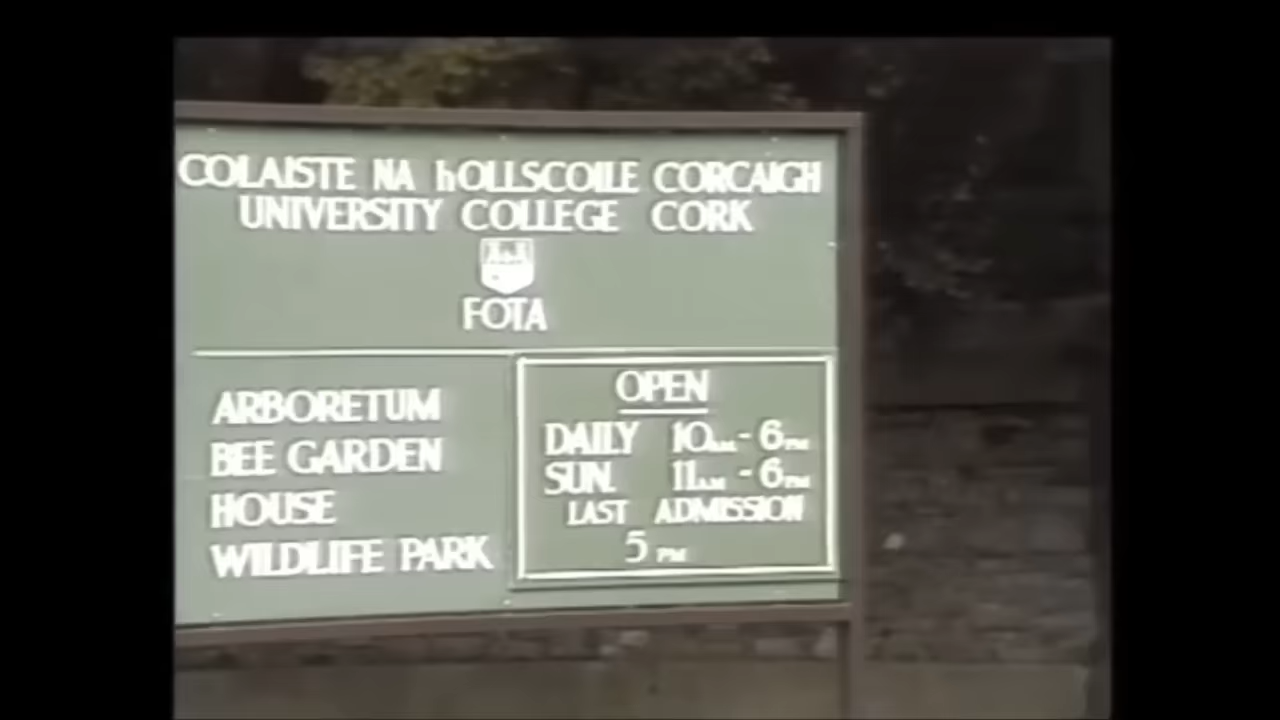 COLAISTE NA hOLLSCOILE CORCAIGH
UNIVERSITY COLLEGE CORK
FOTA
ARBORETUM
BEE GARDEN
HOUSE
WILDLIFE PARK
OPEN
DAILY 10AM - 6PM
SUN. 11AM - 6PM
LAST ADMISSION
5 PM